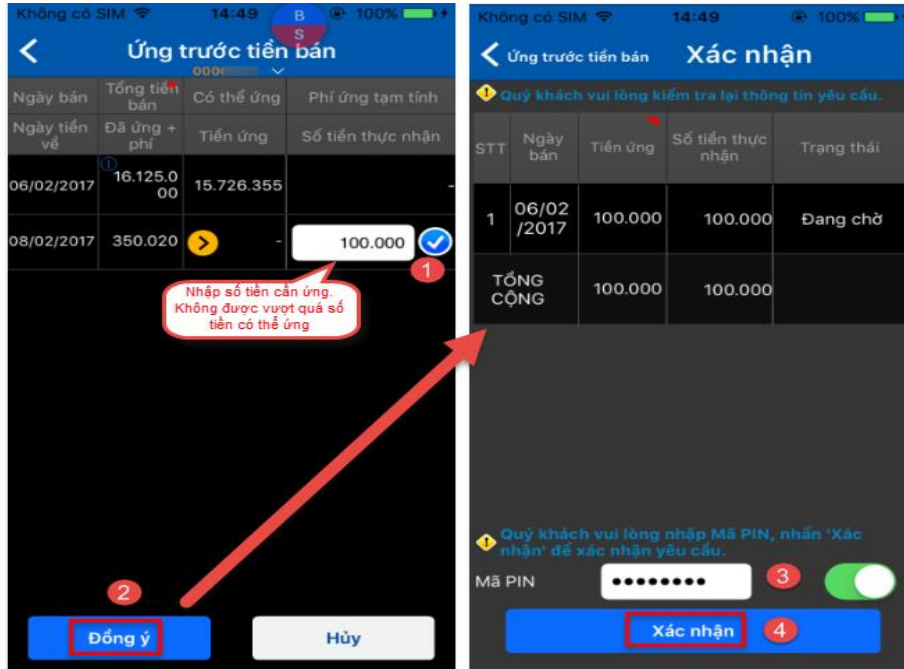 Không có SIM 14:49 100%
B
S
Ứng trước tiền bán
Ngày bán Tổng tiền bán Có thể ứng Phí ứng tạm tính
Ngày tiền về Đã ứng + phí Tiền ứng Số tiền thực nhận
06/02/2017 16.125.000 15.726.355 -
08/02/2017 350.020 - 100.000
1
Nhập số tiền cần ứng.
Không được vượt quá số
tiền có thể ứng
2
Đồng ý Hủy
Không có SIM 14:49 100%
Ứng trước tiền bán Xác nhận
Quý khách vui lòng kiểm tra lại thông tin yêu cầu.
STT Ngày bán Tiền ứng Số tiền thực nhận Trạng thái
1 06/02/2017 100.000 100.000 Đang chờ
TỔNG CỘNG 100.000 100.000
Quý khách vui lòng nhập Mã PIN, nhấn 'Xác
nhận' để xác nhận yêu cầu.
Mã PIN •••••••• 3
Xác nhận 4